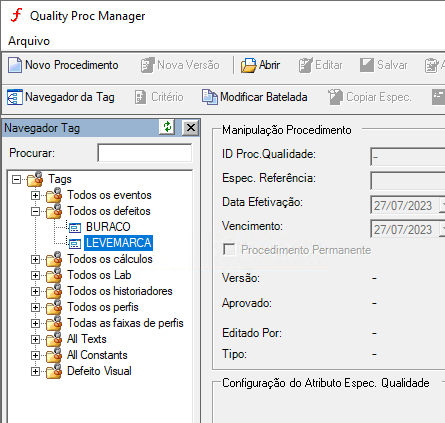 Quality Proc Manager
Arquivo
Novo Procedimento Nova Versão Abrir Editar Salvar
Navegador da Tag Critério Modificar Batelada Copiar Espec.
Navegador Tag
Procurar:
Tags
Todos os eventos
Todos os defeitos
BURACO
LEVEMARCA
Todos os cálculos
Todos os Lab
Todos os historiadores
Todos os perfis
Todas as faixas de perfis
All Texts
All Constants
Defeito Visual
Manipulação Procedimento
ID Proc.Qualidade: -
Espec. Referência:
Data Efetivação: 27/07/2023
Vencimento: 27/07/2023
Procedimento Permanente
Versão: -
Aprovado: -
Editado Por: -
Tipo: -
Configuração do Atributo Espec. Qualidade